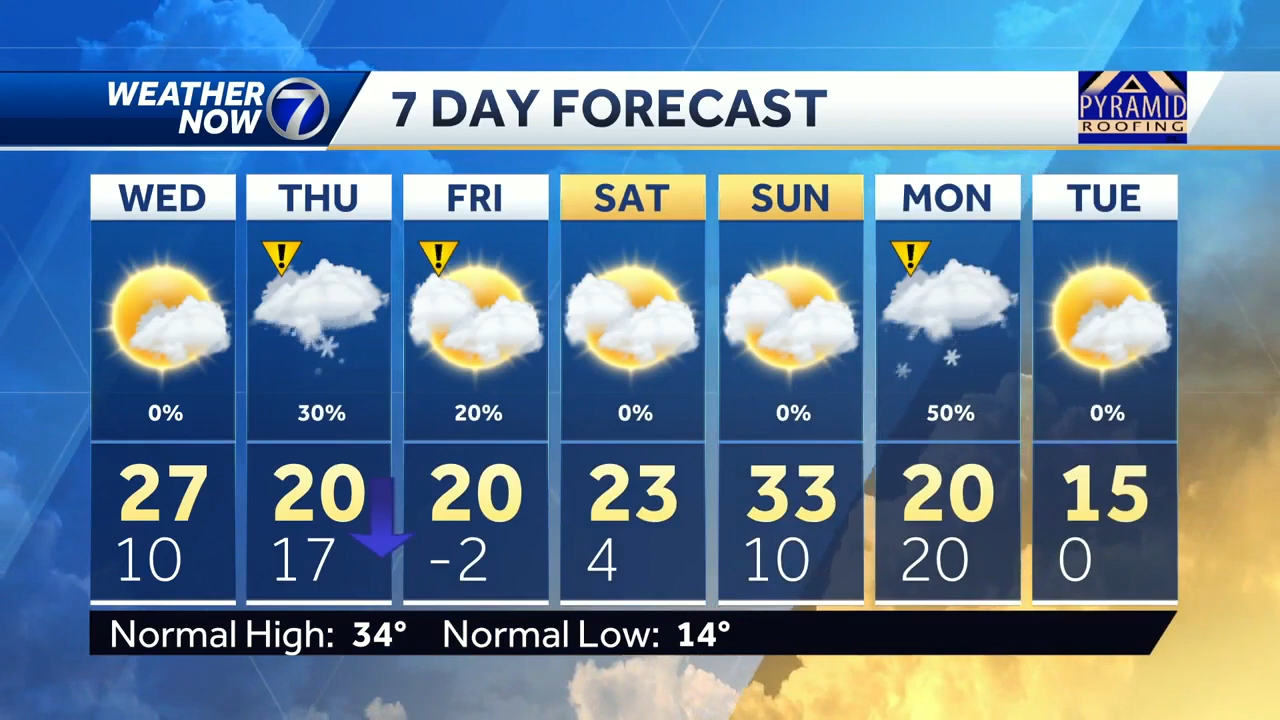 WEATHER
NOW 7
7 DAY FORECAST
PYRAMID
ROOFING
WED THU FRI SAT SUN MON TUE
! ! !
0% 30% 20% 0% 0% 50% 0%
27 20 20 23 33 20 15
10 17 -2 4 10 20 0
Normal High: 34° Normal Low: 14°